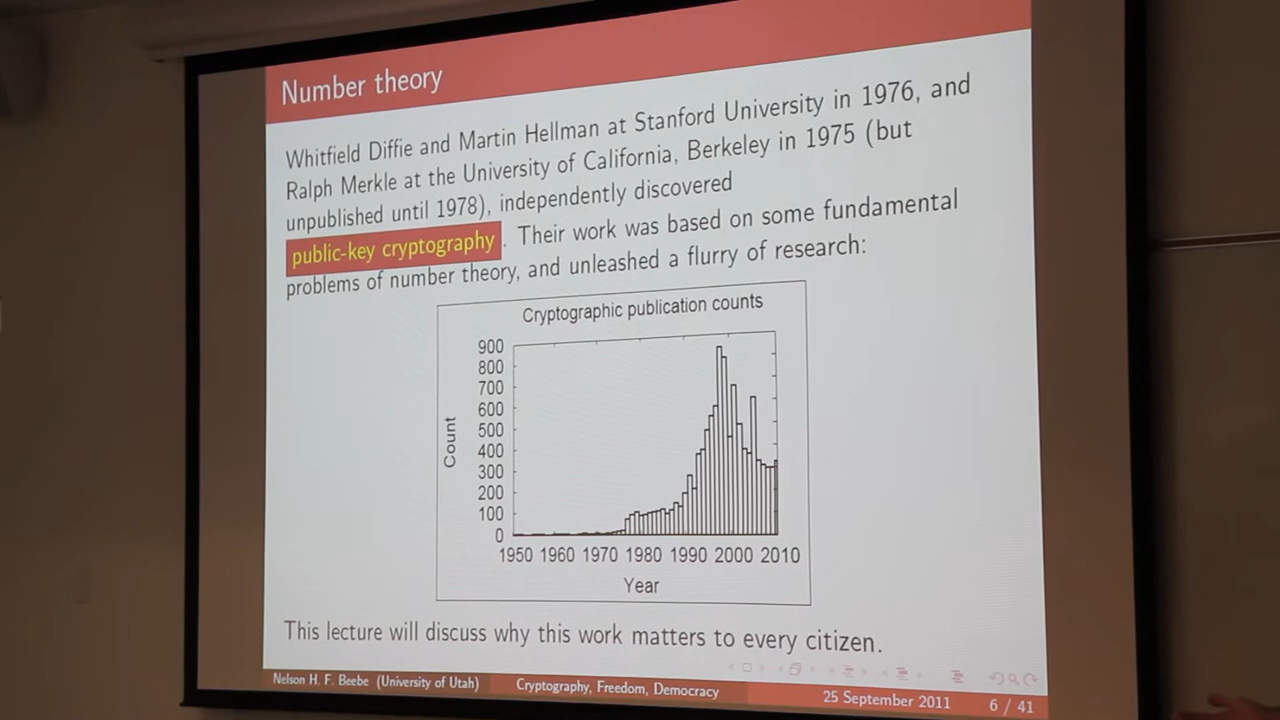 Number theory
Whitfield Diffie and Martin Hellman at Stanford University in 1976, and
Ralph Merkle at the University of California, Berkeley in 1975 (but
unpublished until 1978), independently discovered
public-key cryptography. Their work was based on some fundamental
problems of number theory, and unleashed a flurry of research:
Cryptographic publication counts
900
800
700
600
500
400
300
200
100
0
Count
1950 1960 1970 1980 1990 2000 2010
Year
This lecture will discuss why this work matters to every citizen.
Nelson H. F. Beebe (University of Utah) Cryptography, Freedom, Democracy 25 September 2011 6 / 41